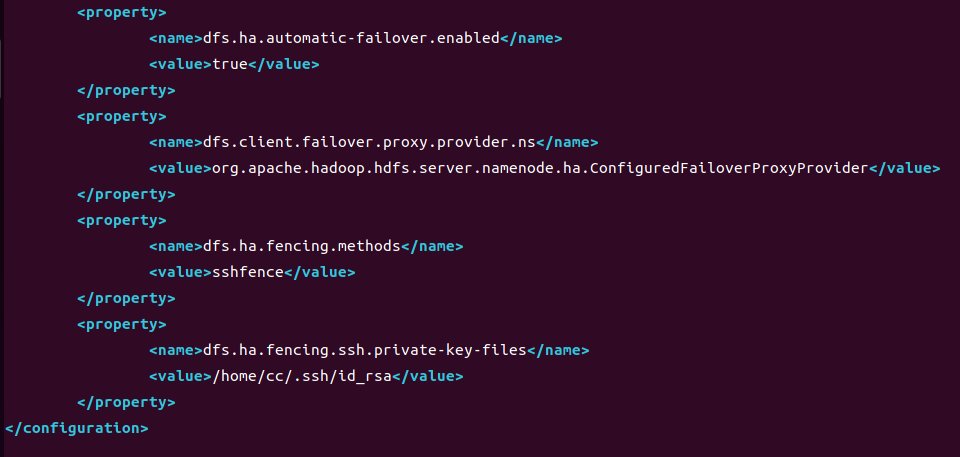 <property>
<name>dfs.ha.automatic-failover.enabled</name>
<value>true</value>
</property>
<property>
<name>dfs.client.failover.proxy.provider.ns</name>
<value>org.apache.hadoop.hdfs.server.namenode.ha.ConfiguredFailoverProxyProvider</value>
</property>
<property>
<name>dfs.ha.fencing.methods</name>
<value>sshfence</value>
</property>
<property>
<name>dfs.ha.fencing.ssh.private-key-files</name>
<value>/home/cc/.ssh/id_rsa</value>
</property>
</configuration>